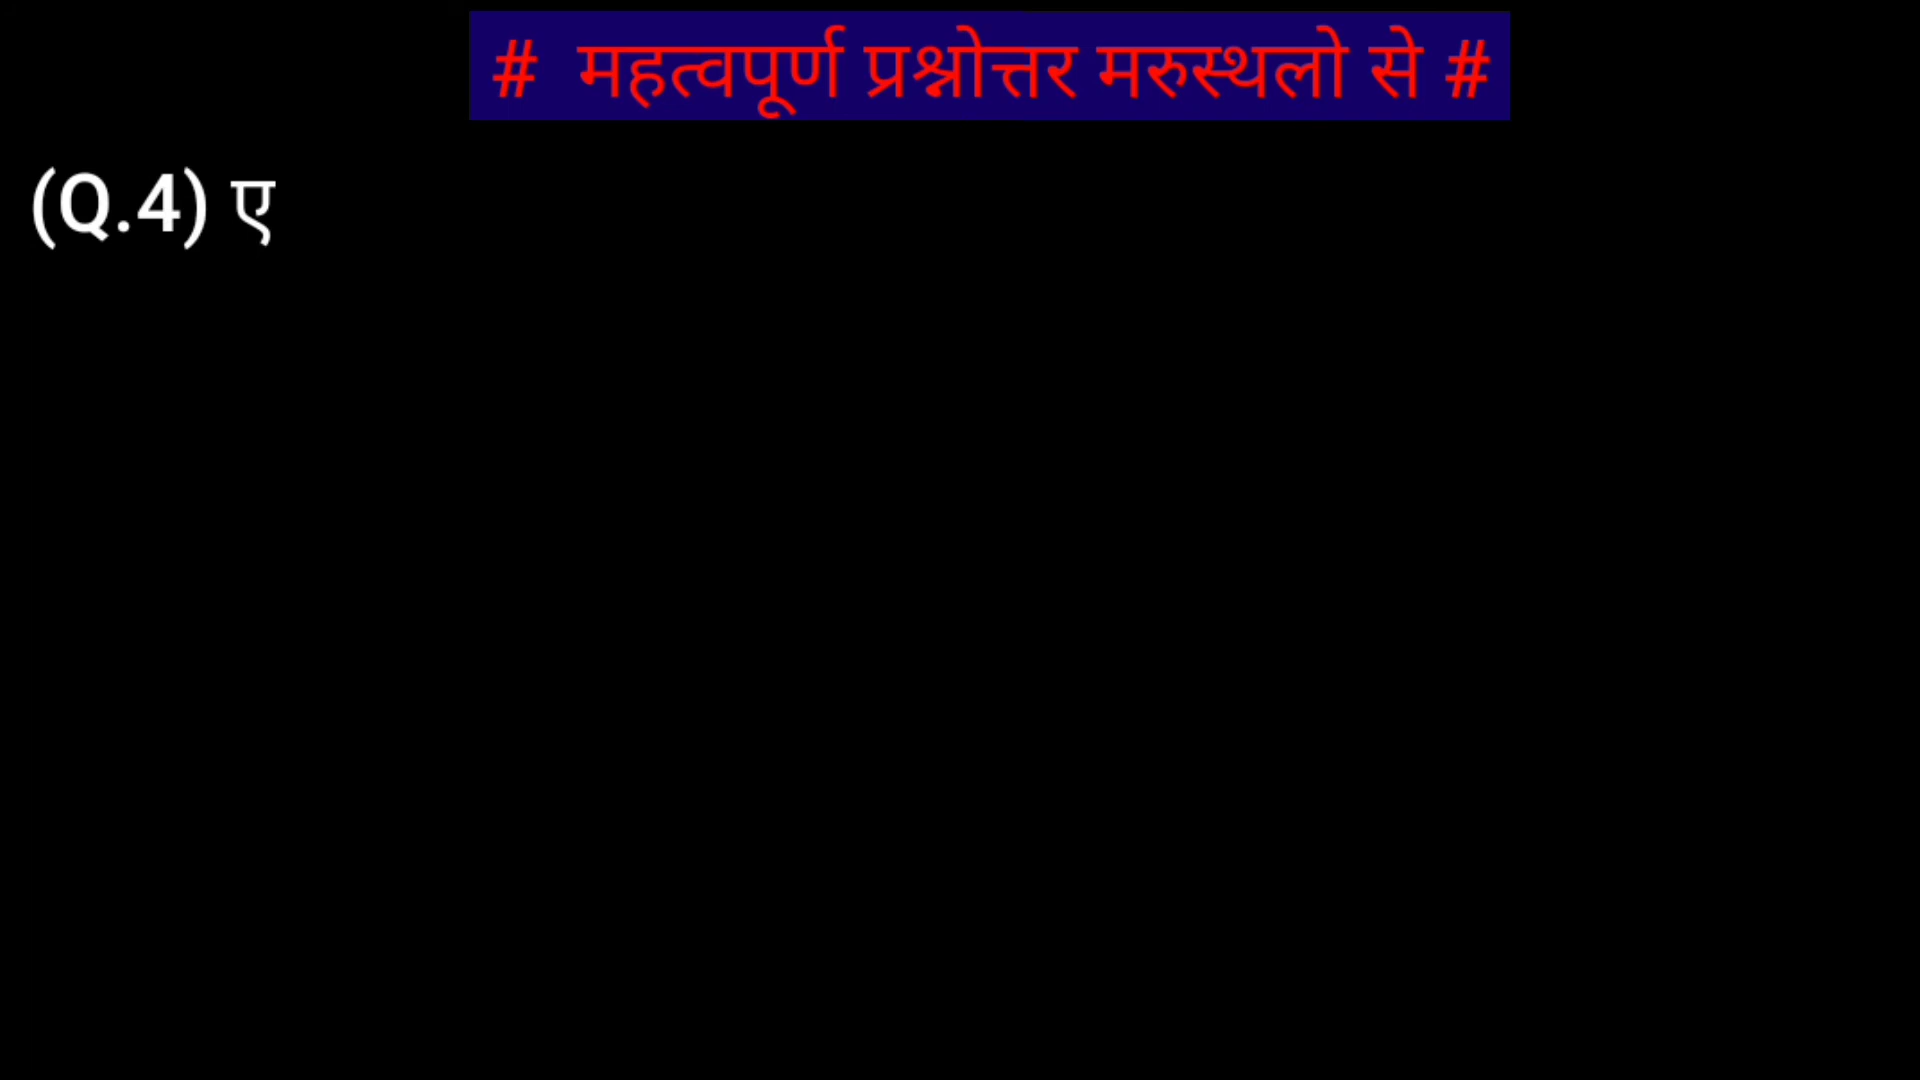 # महत्वपूर्ण प्रश्नोत्तर मरुस्थलो से #
(Q.4) ए